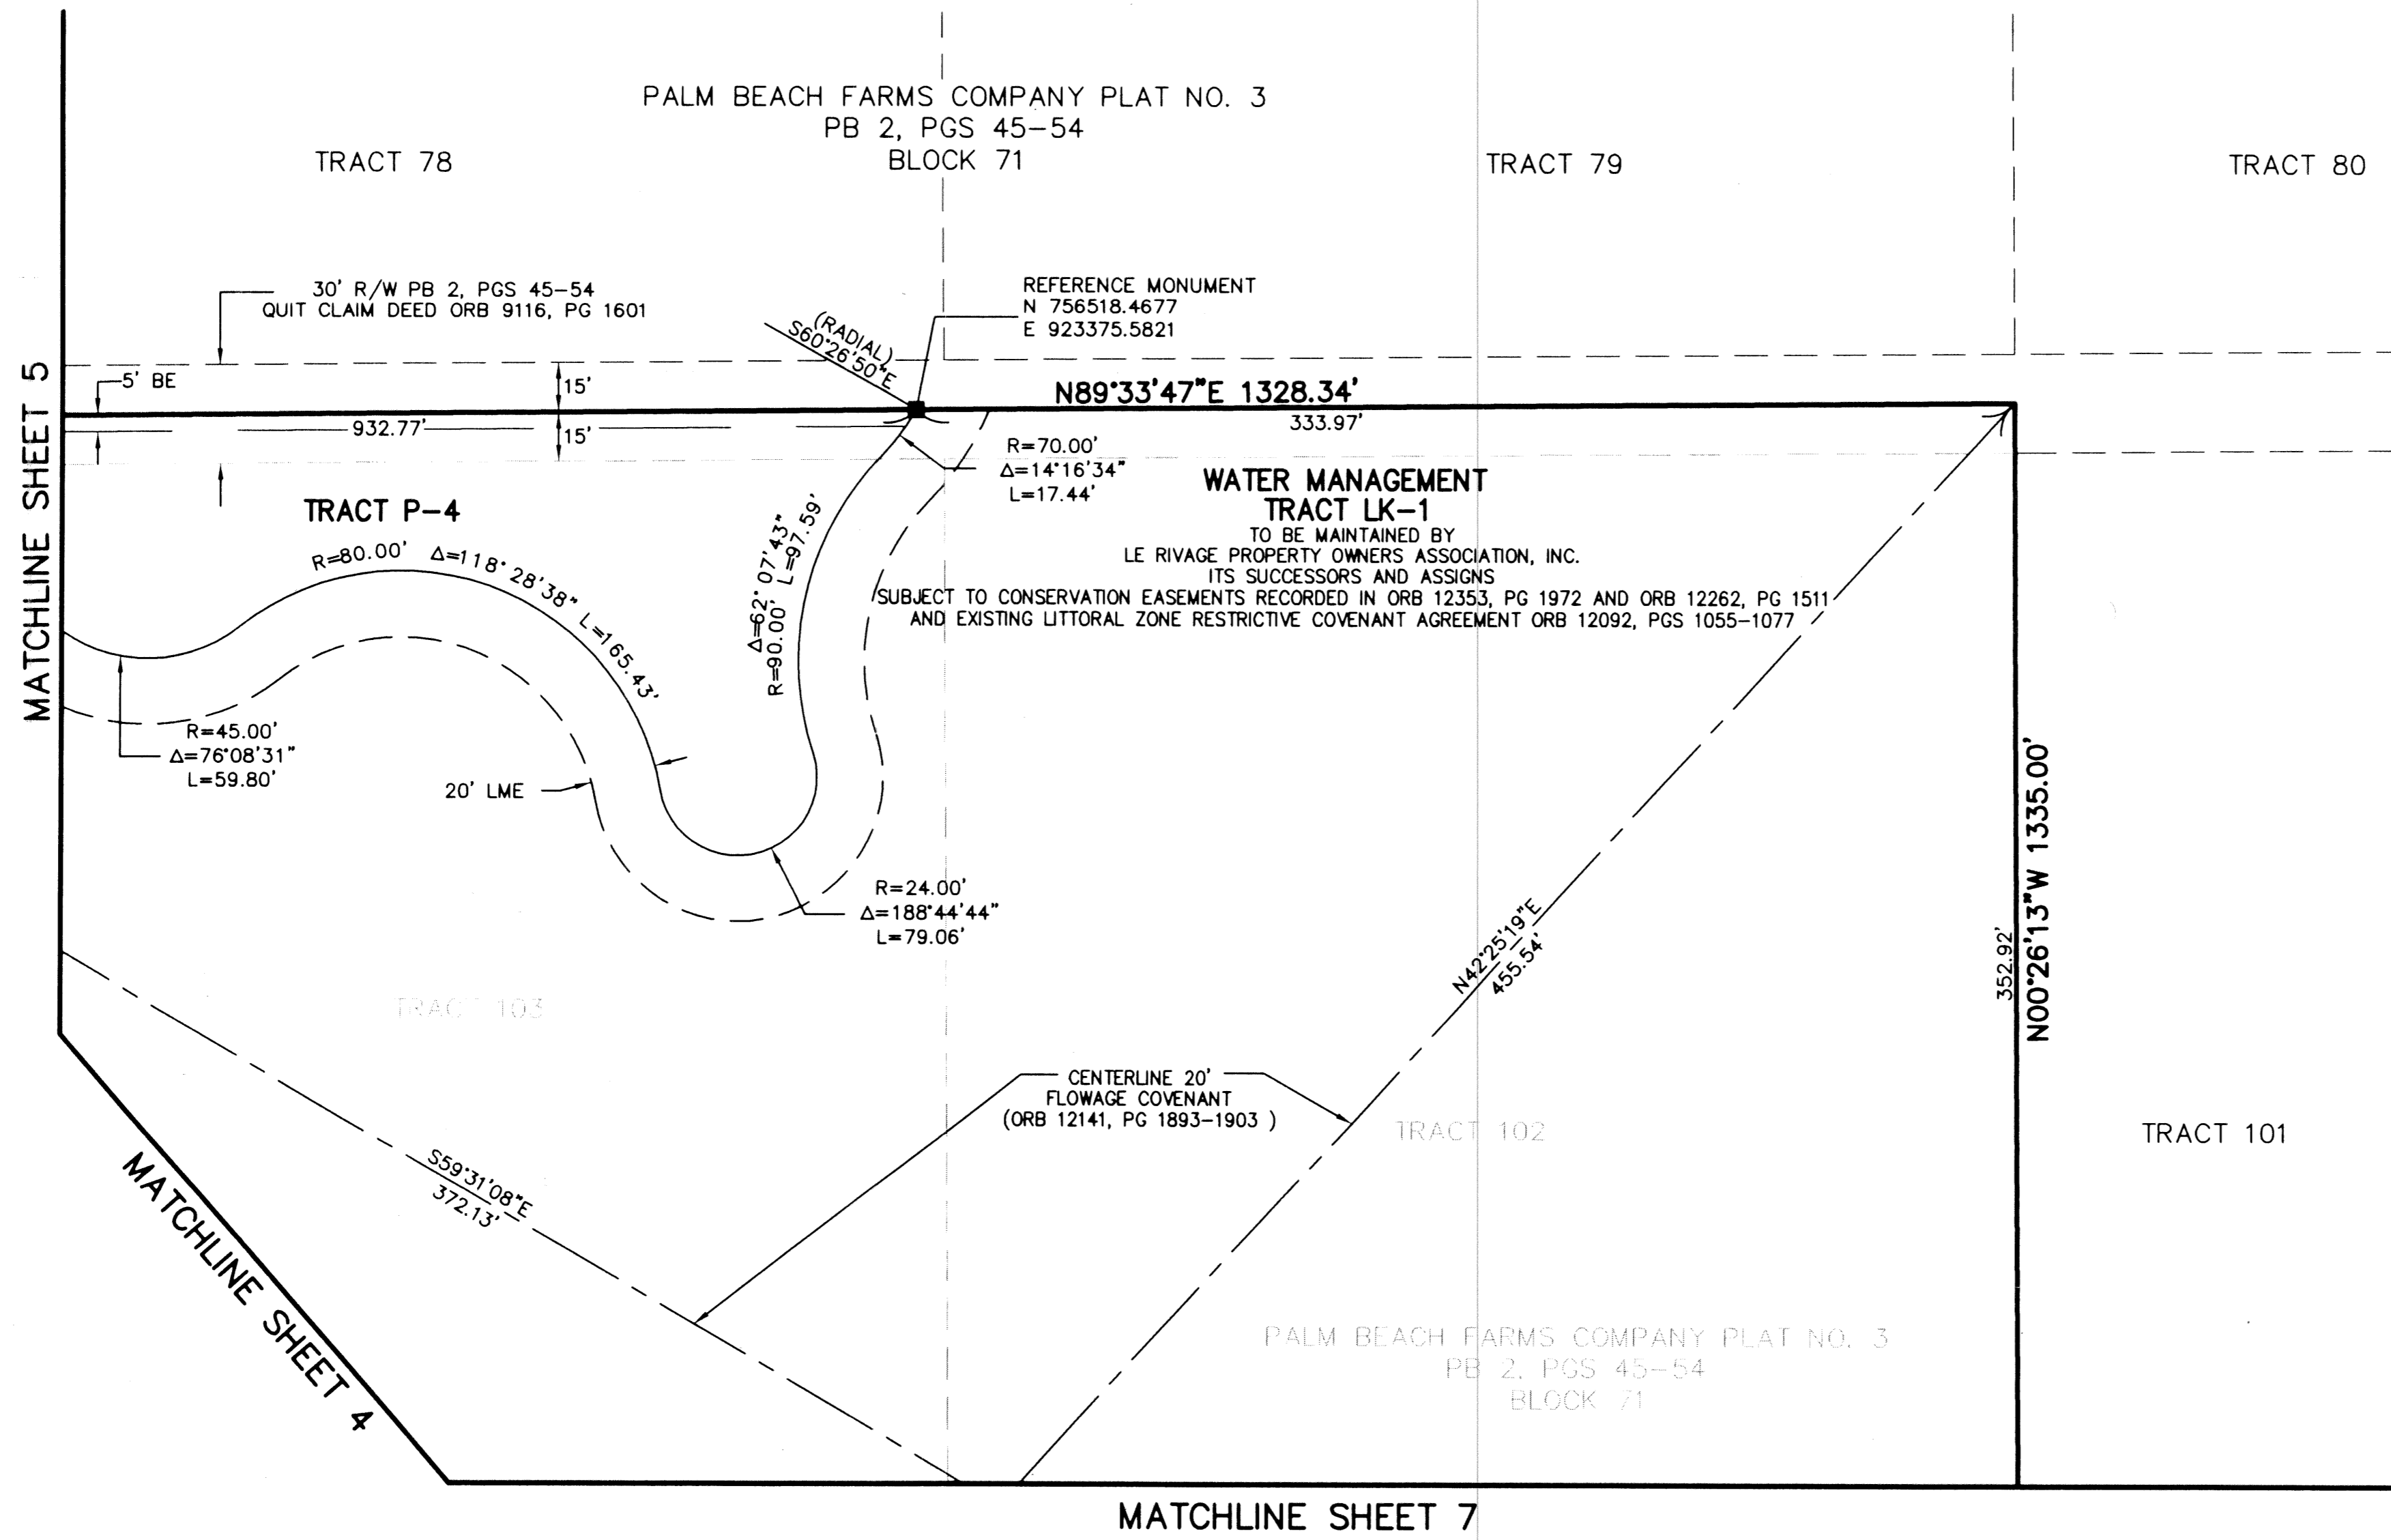 PALM BEACH FARMS COMPANY PLAT NO. 3
PB 2, PGS 45-54
BLOCK 71
TRACT 78
TRACT 79
TRACT 80
30' R/W PB 2, PGS 45-54
QUIT CLAIM DEED ORB 9116, PG 1601
REFERENCE MONUMENT
N 756518.4677
E 923375.5821
(RADIAL)
S60°26'50"E
MATCHLINE SHEET 5
5' BE
15'
N89°33'47"E 1328.34'
932.77'
15'
333.97'
R=70.00'
Δ=14°16'34"
L=17.44'
WATER MANAGEMENT
TRACT LK-1
TO BE MAINTAINED BY
LE RIVAGE PROPERTY OWNERS ASSOCIATION, INC.
ITS SUCCESSORS AND ASSIGNS
SUBJECT TO CONSERVATION EASEMENTS RECORDED IN ORB 12353, PG 1972 AND ORB 12262, PG 1511
AND EXISTING LITTORAL ZONE RESTRICTIVE COVENANT AGREEMENT ORB 12092, PGS 1055-1077
TRACT P-4
R=80.00' Δ=118°28'38" L=165.43'
Δ=62°07'43"
R=90.00' L=97.59'
R=45.00'
Δ=76°08'31"
L=59.80'
20' LME
R=24.00'
Δ=188°44'44"
L=79.06'
N42°25'19"E
455.54'
352.92'
N00°26'13"W 1335.00'
TRACT 103
CENTERLINE 20'
FLOWAGE COVENANT
(ORB 12141, PG 1893-1903 )
TRACT 102
TRACT 101
S59°31'08"E
372.13'
MATCHLINE SHEET 4
PALM BEACH FARMS COMPANY PLAT NO. 3
PB 2, PGS 45-54
BLOCK 71
MATCHLINE SHEET 7